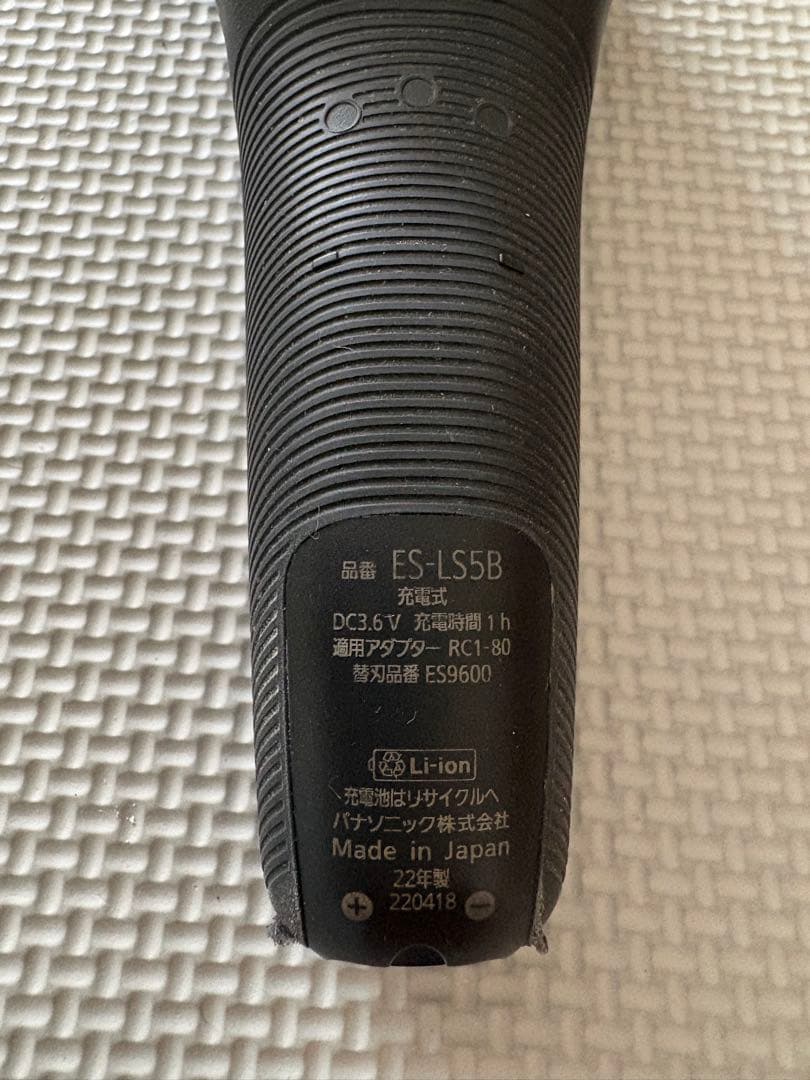 品番 ES-LS5B
充電式
DC3.6V 充電時間 1h
適用アダプター RC1-80
替刃品番 ES9600
Li-ion
充電池はリサイクルへ
パナソニック株式会社
Made in Japan
22年製
+ 220418 −